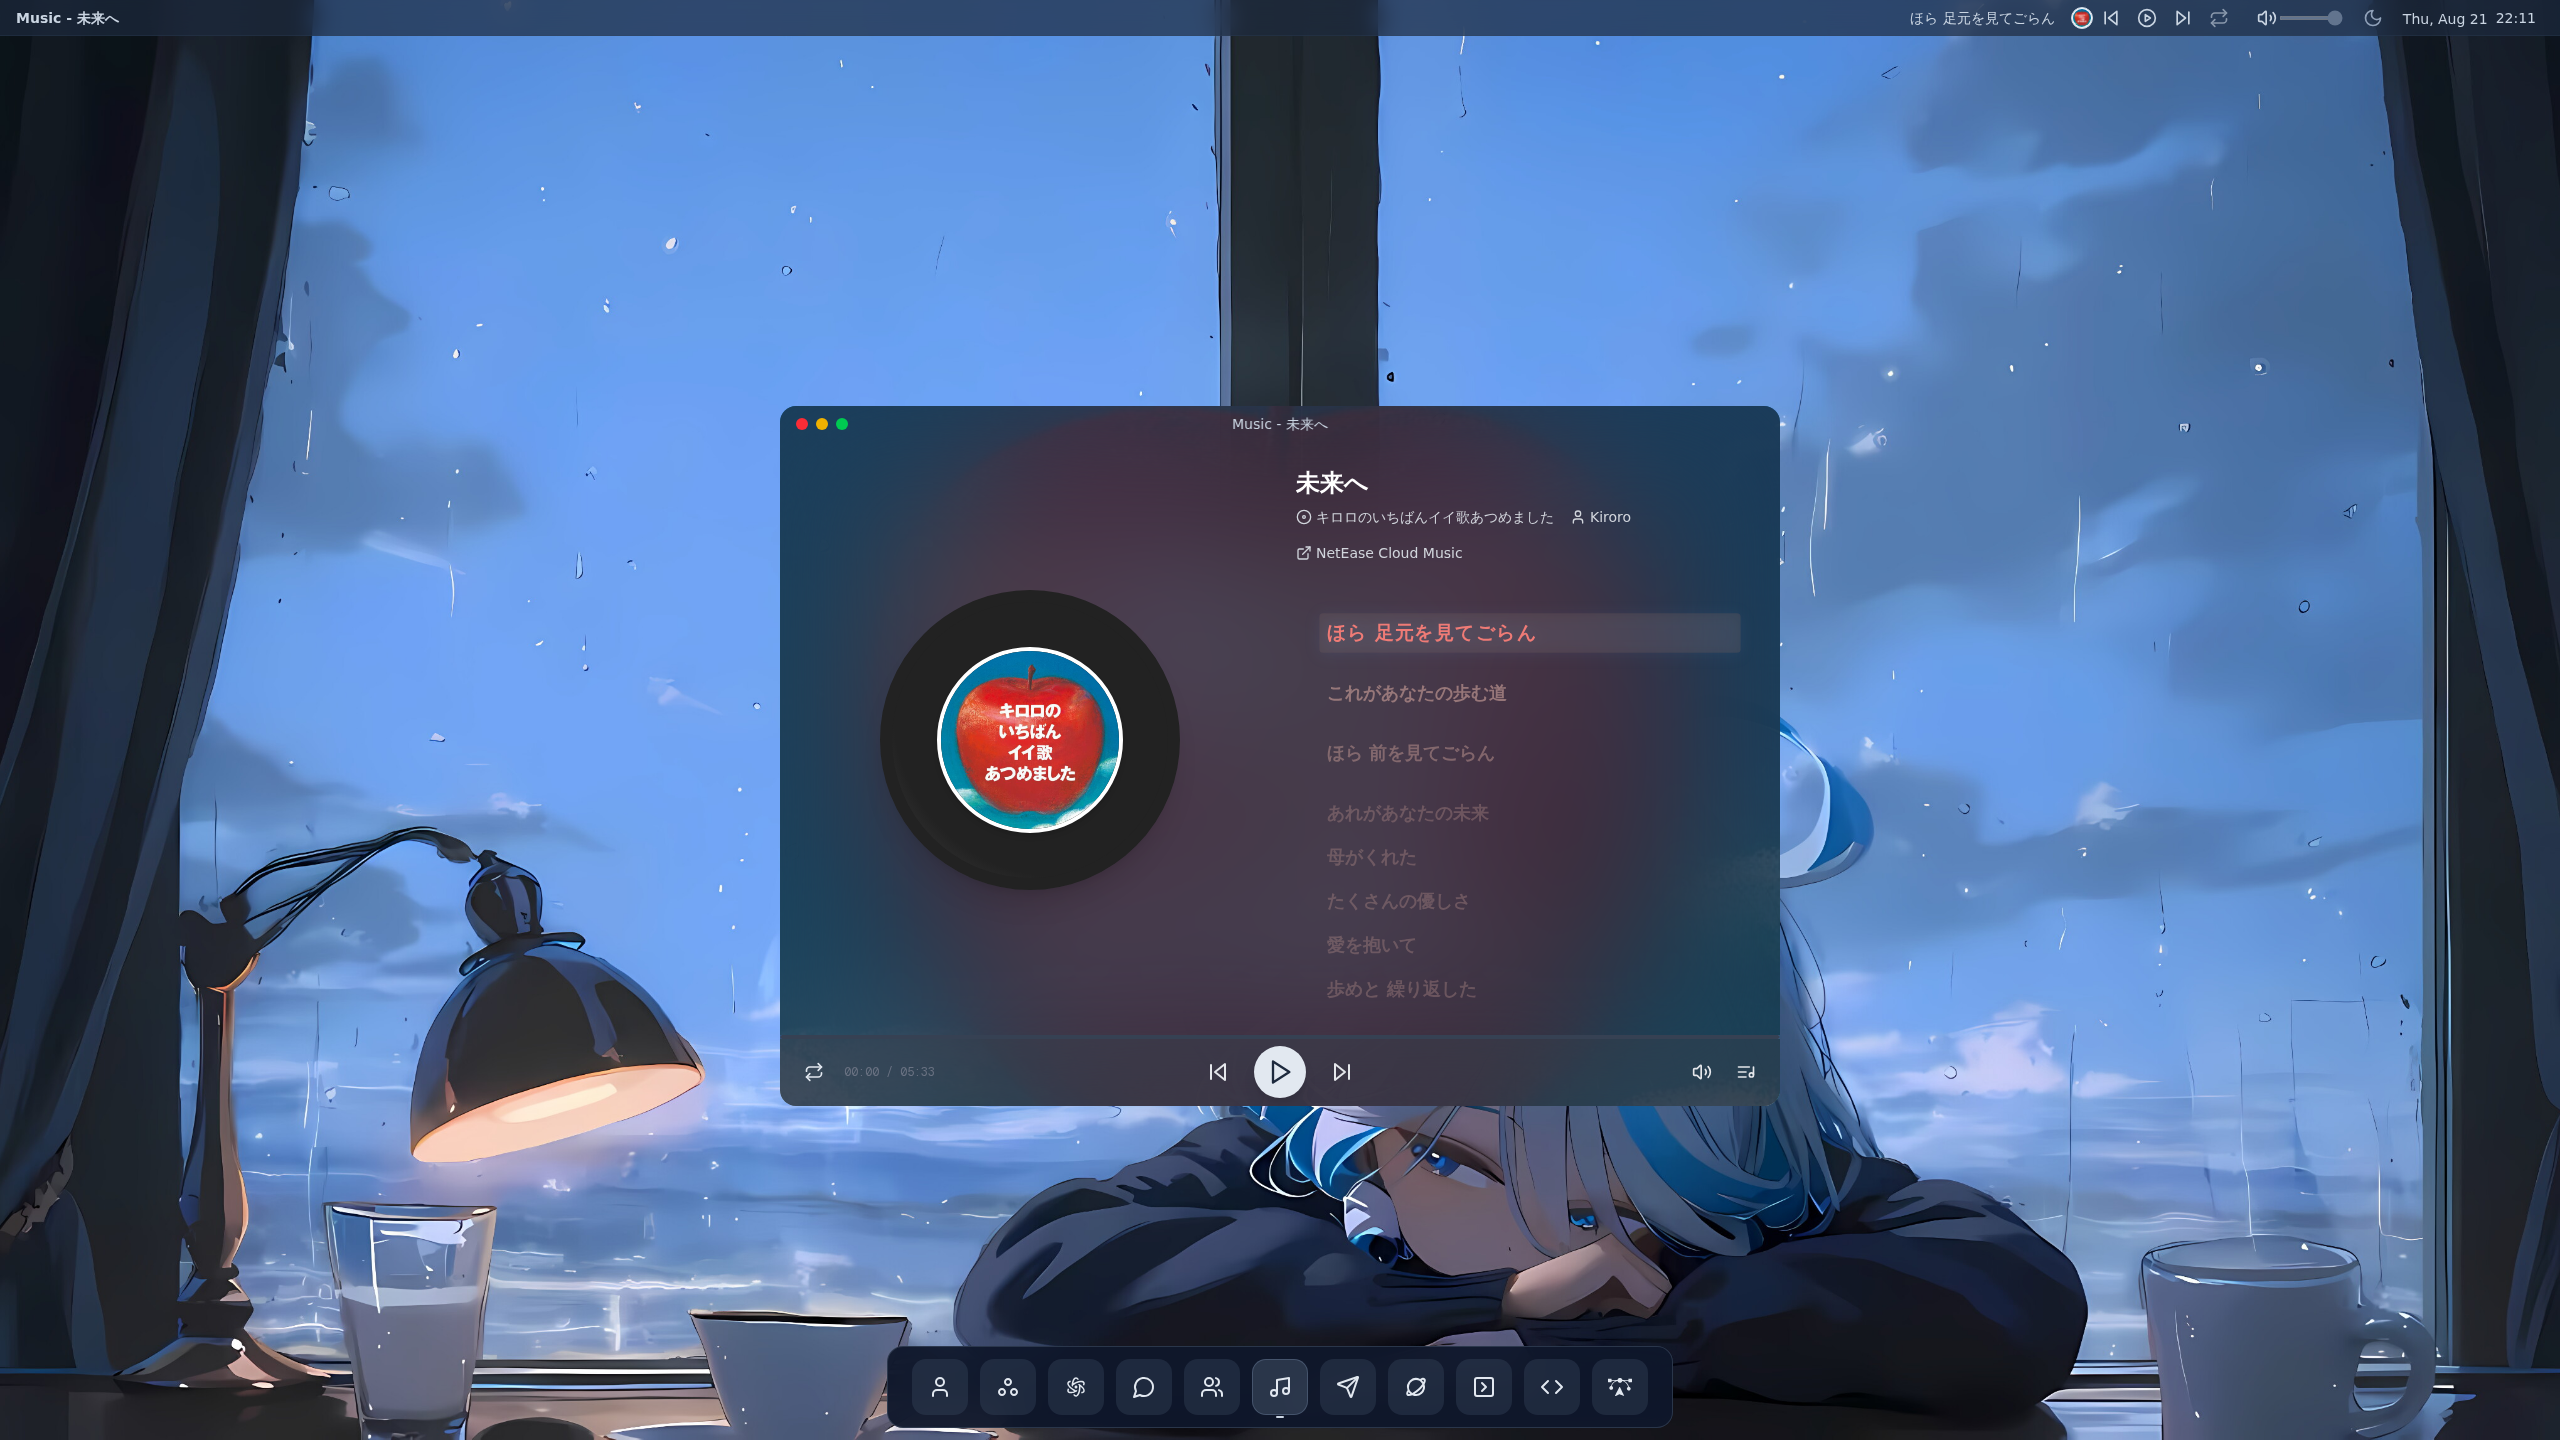 Music - 未来へ
ほら 足元を見てごらん
Thu, Aug 21 22:11
Music - 未来へ
未来へ
キロロのいちばんイイ歌あつめました Kiroro
NetEase Cloud Music
キロロの
いちばん
イイ歌
あつめました
ほら 足元を見てごらん
これがあなたの歩む道
ほら 前を見てごらん
あれがあなたの未来
母がくれた
たくさんの優しさ
愛を抱いて
歩めと 繰り返した
00:00 / 05:33